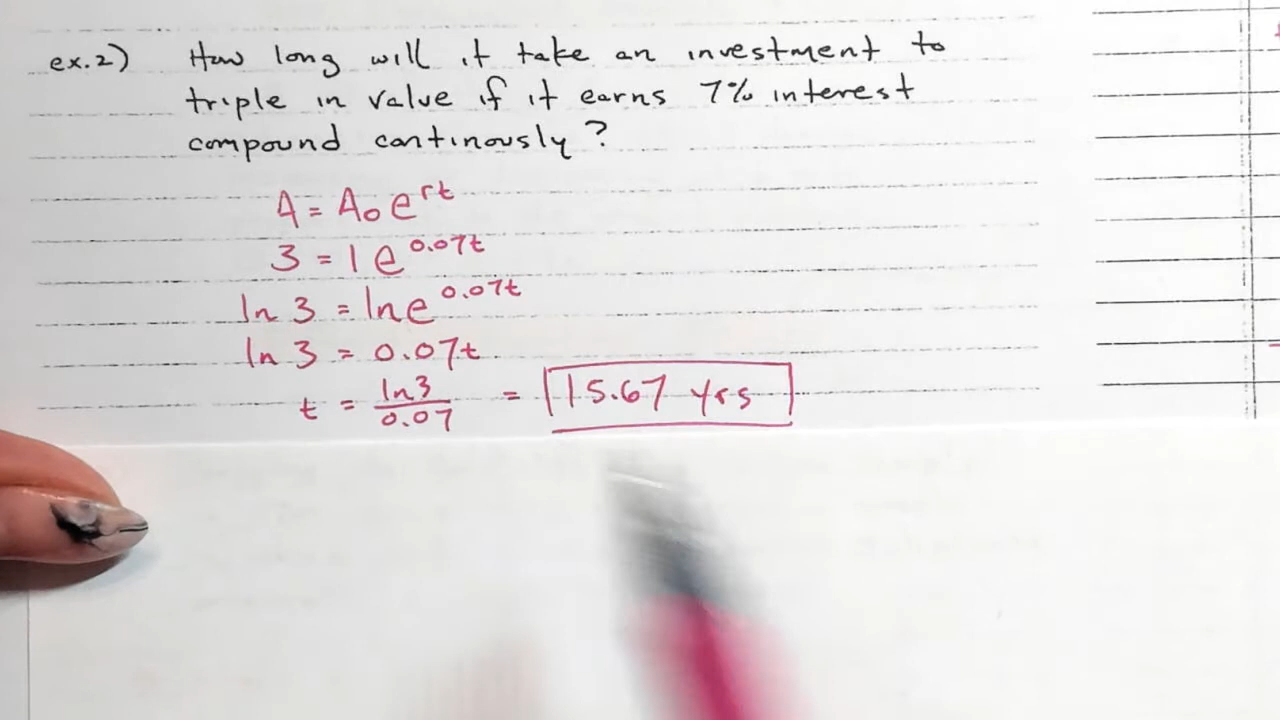 ex.2) How long will it take an investment to
triple in value if it earns 7% interest
compound continously?
A = A₀e^rt
3 = 1e^0.07t
ln 3 = lne^0.07t
ln 3 = 0.07t
t = ln3/0.07 = 15.67 yrs